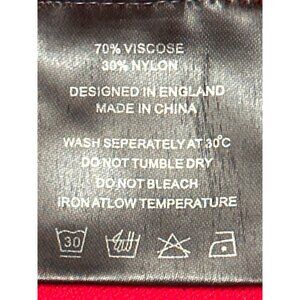 70% VISCOSE
30% NYLON
DESIGNED IN ENGLAND
MADE IN CHINA
WASH SEPERATELY AT 30°C
DO NOT TUMBLE DRY
DO NOT BLEACH
IRON ATLOW TEMPERATURE
30